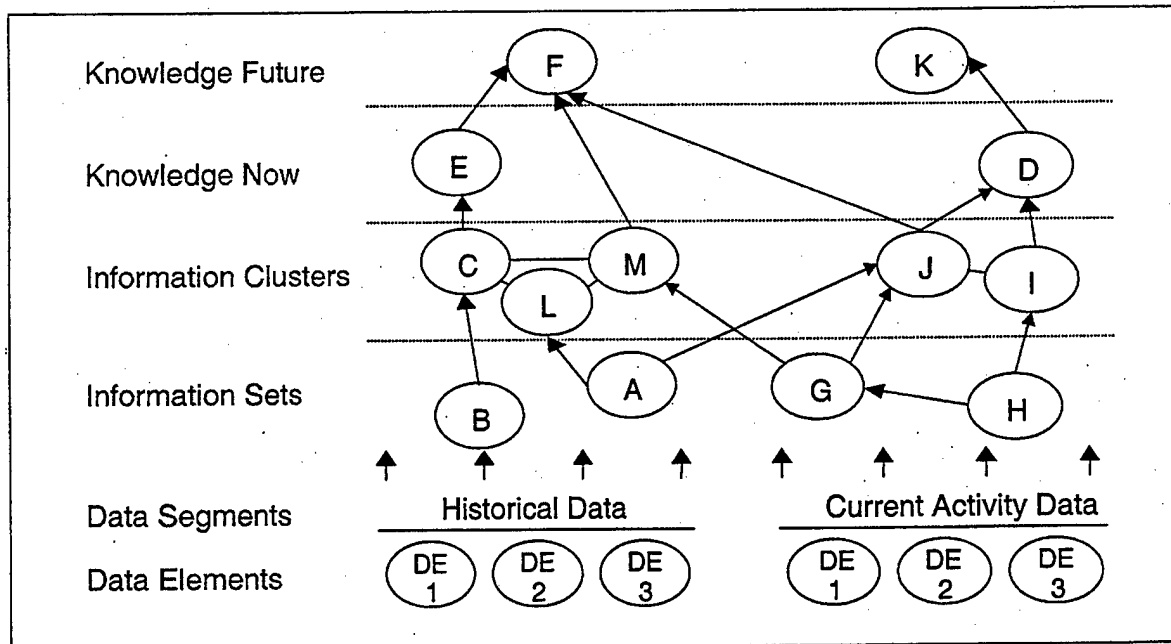 Knowledge Future
F
K
Knowledge Now
E
D
Information Clusters
C
M
L
J
I
Information Sets
B
A
G
H
Data Segments
Historical Data
Current Activity Data
Data Elements
DE
1
DE
2
DE
3
DE
1
DE
2
DE
3